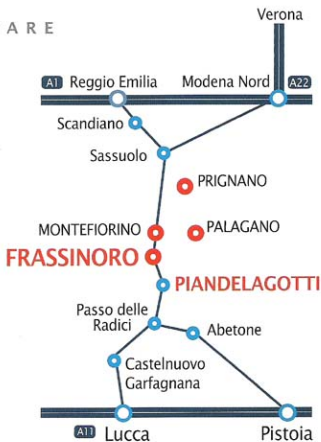 ARE
Verona
A1 Reggio Emilia Modena Nord A22
Scandiano
Sassuolo
PRIGNANO
MONTEFIORINO PALAGANO
FRASSINORO
PIANDELAGOTTI
Passo delle
Radici
Abetone
Castelnuovo
Garfagnana
A11 Lucca Pistoia